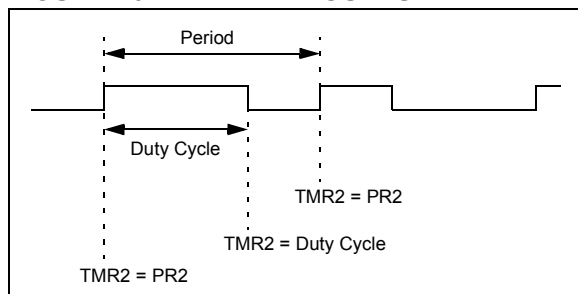 Period
Duty Cycle
TMR2 = PR2
TMR2 = Duty Cycle
TMR2 = PR2